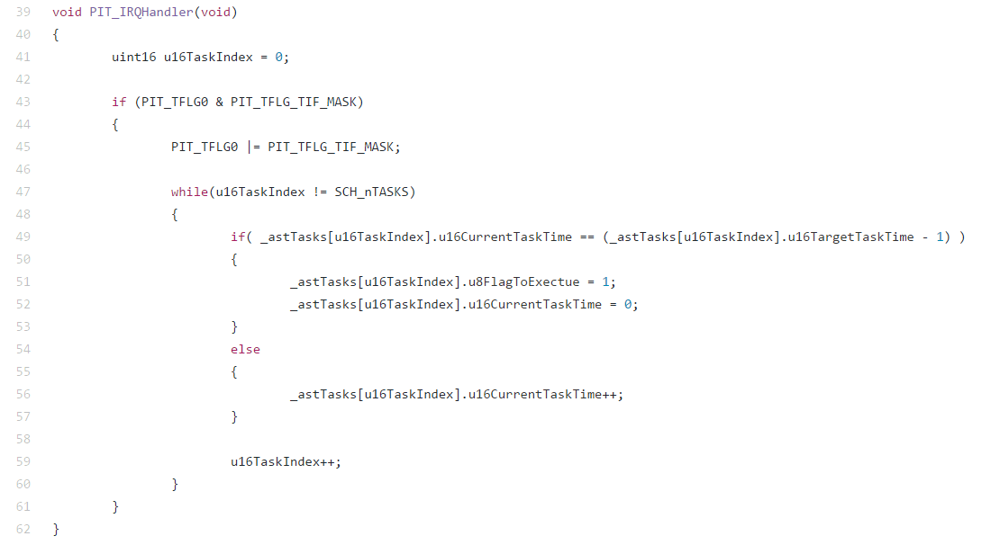 39 void PIT_IRQHandler(void)
40 {
41 uint16 u16TaskIndex = 0;
42
43 if (PIT_TFLG0 & PIT_TFLG_TIF_MASK)
44 {
45 PIT_TFLG0 |= PIT_TFLG_TIF_MASK;
46
47 while(u16TaskIndex != SCH_nTASKS)
48 {
49 if( _astTasks[u16TaskIndex].u16CurrentTaskTime == (_astTasks[u16TaskIndex].u16TargetTaskTime - 1) )
50 {
51 _astTasks[u16TaskIndex].u8FlagToExectue = 1;
52 _astTasks[u16TaskIndex].u16CurrentTaskTime = 0;
53 }
54 else
55 {
56 _astTasks[u16TaskIndex].u16CurrentTaskTime++;
57 }
58
59 u16TaskIndex++;
60 }
61 }
62 }